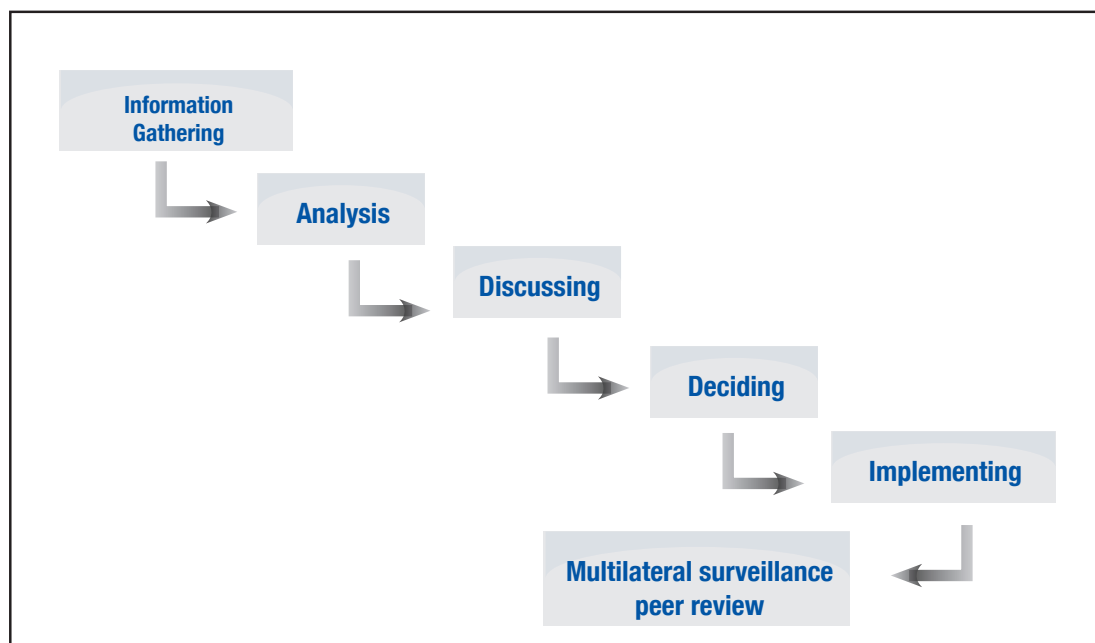 Information
Gathering
Analysis
Discussing
Deciding
Implementing
Multilateral surveillance
peer review